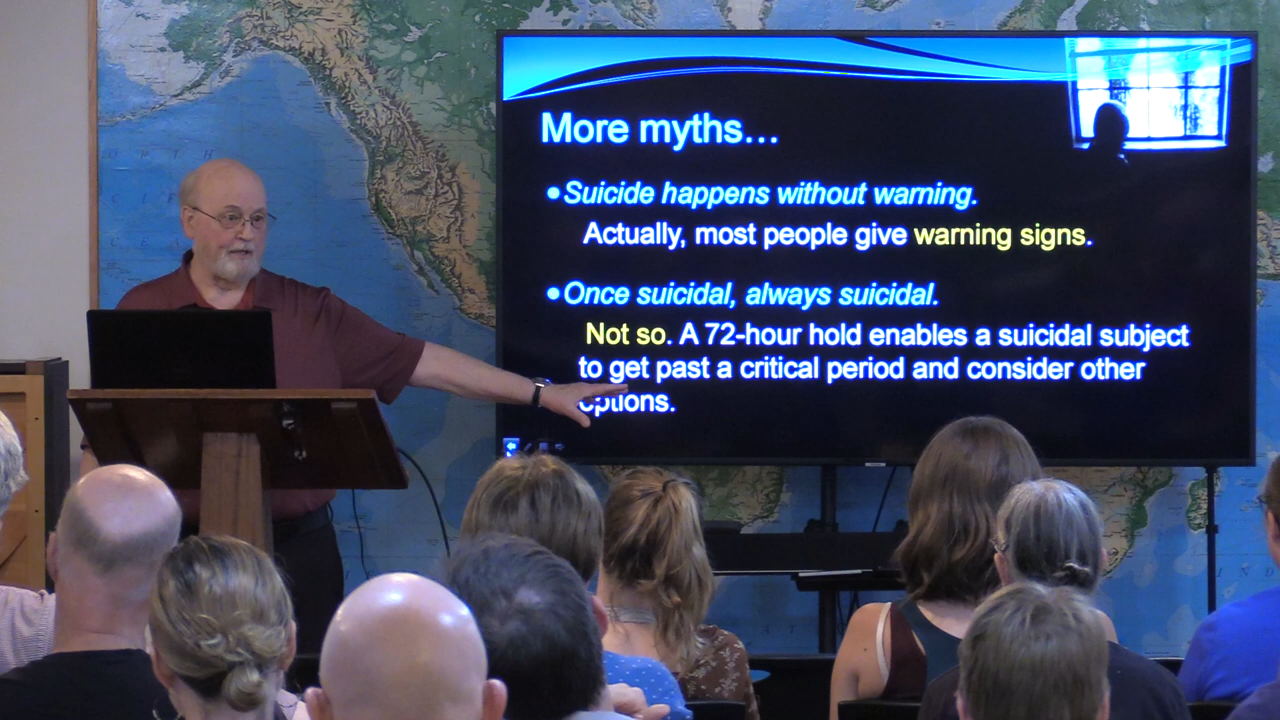 More myths...
•Suicide happens without warning.
Actually, most people give warning signs.
•Once suicidal, always suicidal.
Not so. A 72-hour hold enables a suicidal subject
to get past a critical period and consider other
options.